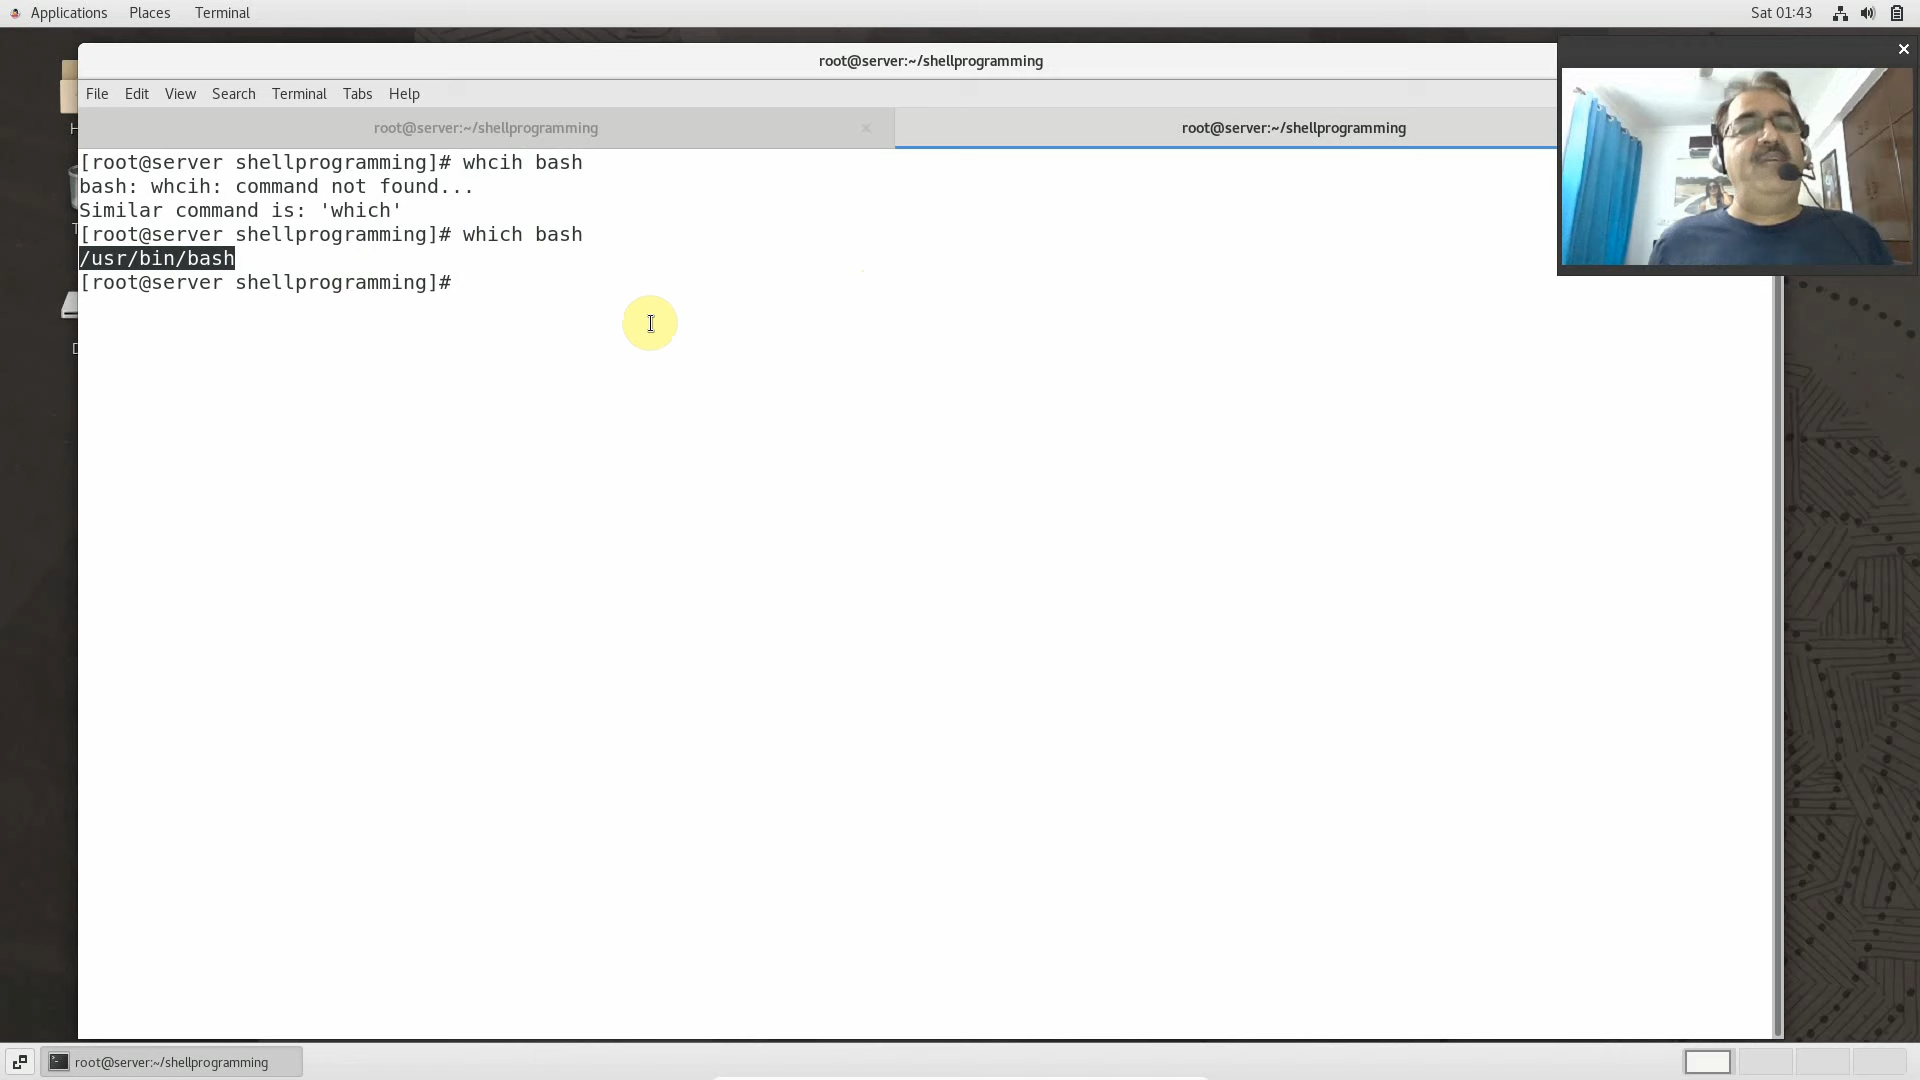 Applications Places Terminal Sat 01:43
root@server:~/shellprogramming
File Edit View Search Terminal Tabs Help
root@server:~/shellprogramming root@server:~/shellprogramming
[root@server shellprogramming]# whcih bash
bash: whcih: command not found...
Similar command is: 'which'
[root@server shellprogramming]# which bash
/usr/bin/bash
[root@server shellprogramming]#
root@server:~/shellprogramming